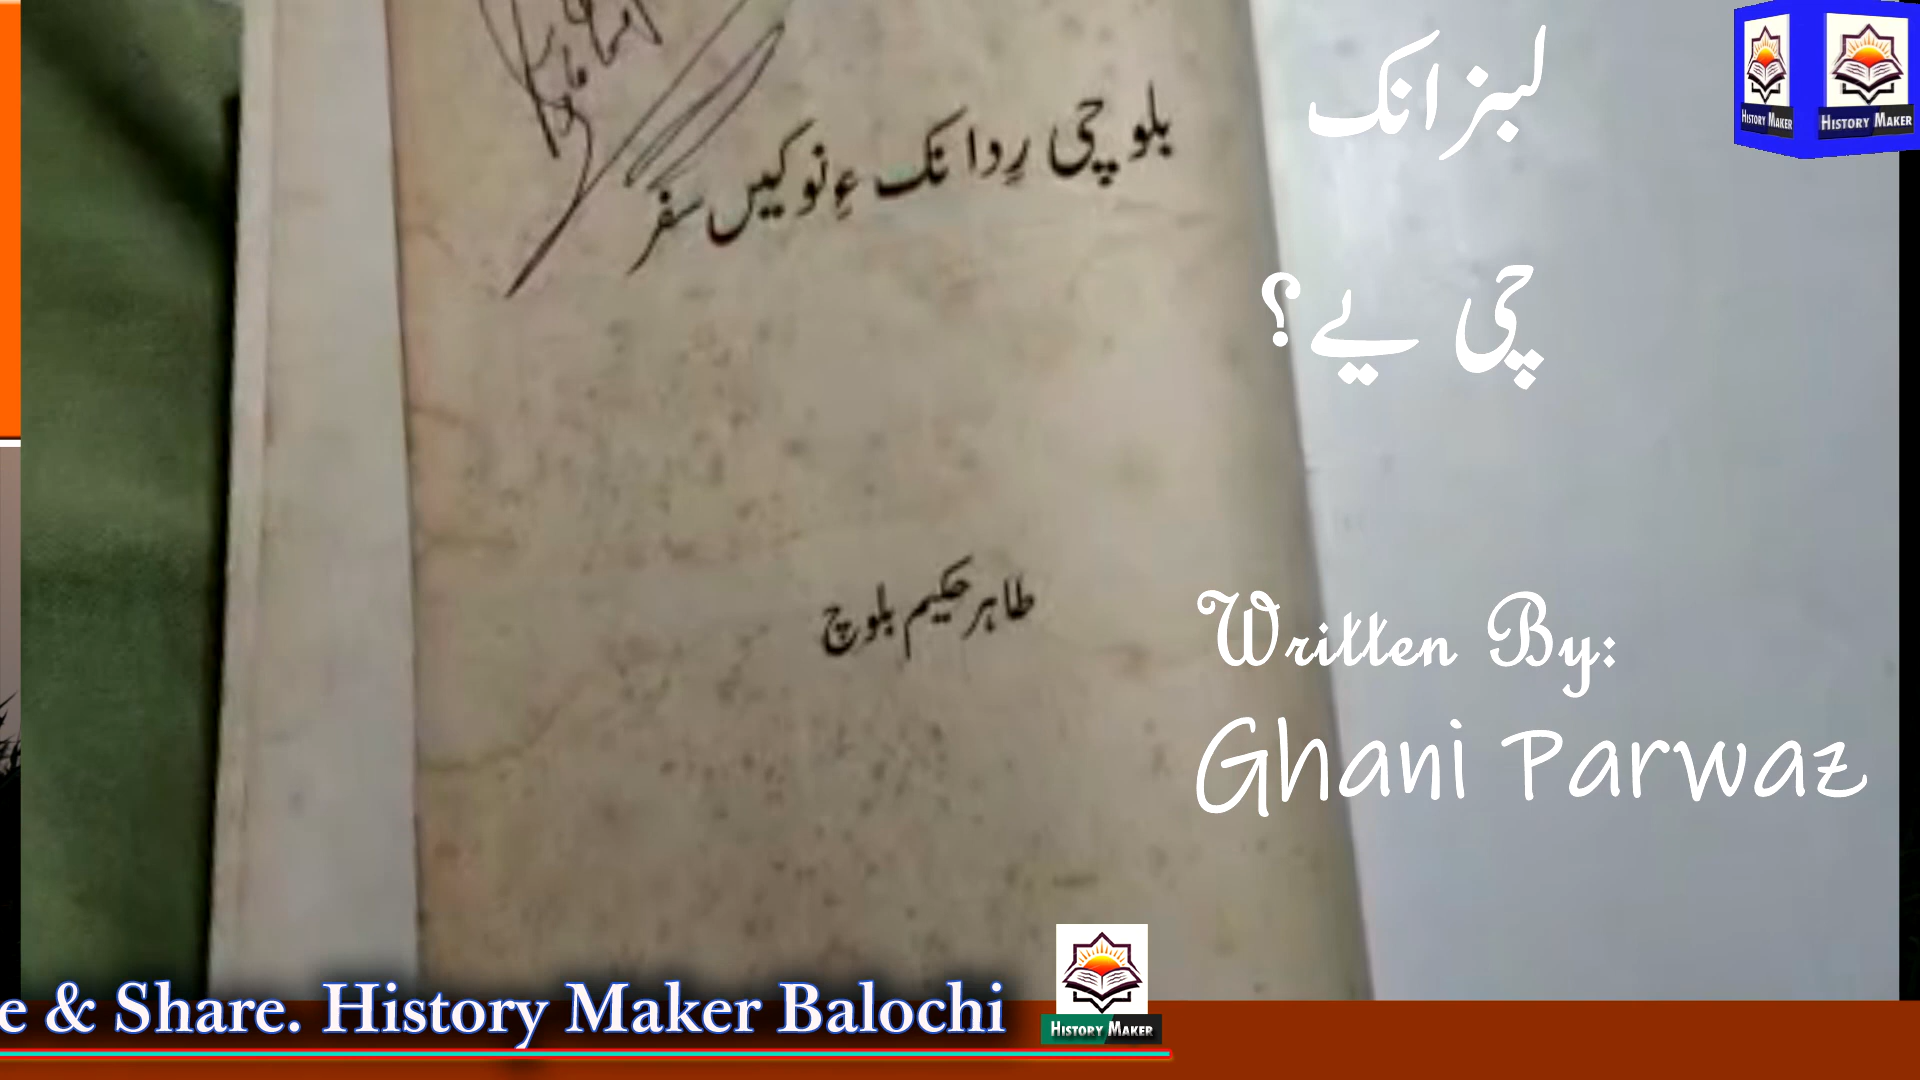 بلوچی رِدانک ءِ نوکیں سفر
طاہر حکیم بلوچ
لبزانک
چی یے؟
Written By:
Ghani Parwaz
HISTORY MAKER
HISTORY MAKER
e & Share. History Maker Balochi
HISTORY MAKER